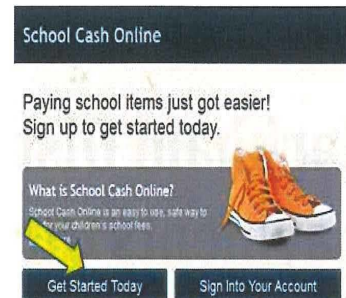 School Cash Online
Paying school items just got easier!
Sign up to get started today.
What is School Cash Online?
School Cash Online is an easy to use, safe way to
for your children's school fees.
Get Started Today
Sign Into Your Account